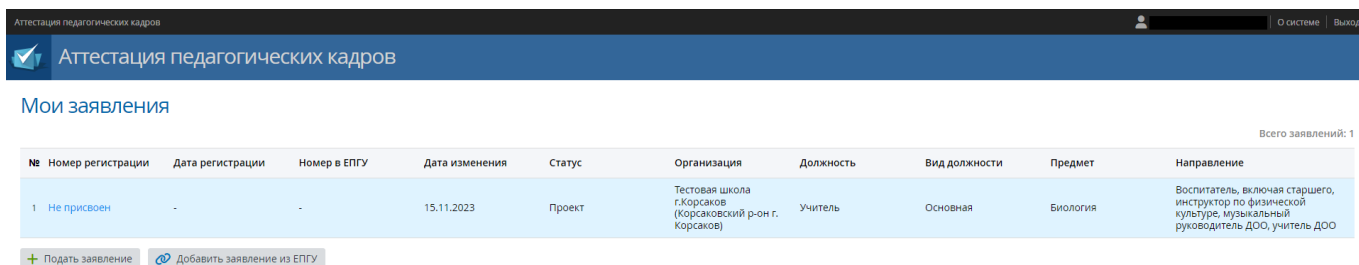 Аттестация педагогических кадров
О системе Выход
Аттестация педагогических кадров
Мои заявления
Всего заявлений: 1
№ Номер регистрации Дата регистрации Номер в ЕПГУ Дата изменения Статус Организация Должность Вид должности Предмет Направление
1 Не присвоен - - 15.11.2023 Проект Тестовая школа г.Корсаков (Корсаковский р-он г. Корсаков) Учитель Основная Биология Воспитатель, включая старшего, инструктор по физической культуре, музыкальный руководитель ДОО, учитель ДОО
Подать заявление Добавить заявление из ЕПГУ